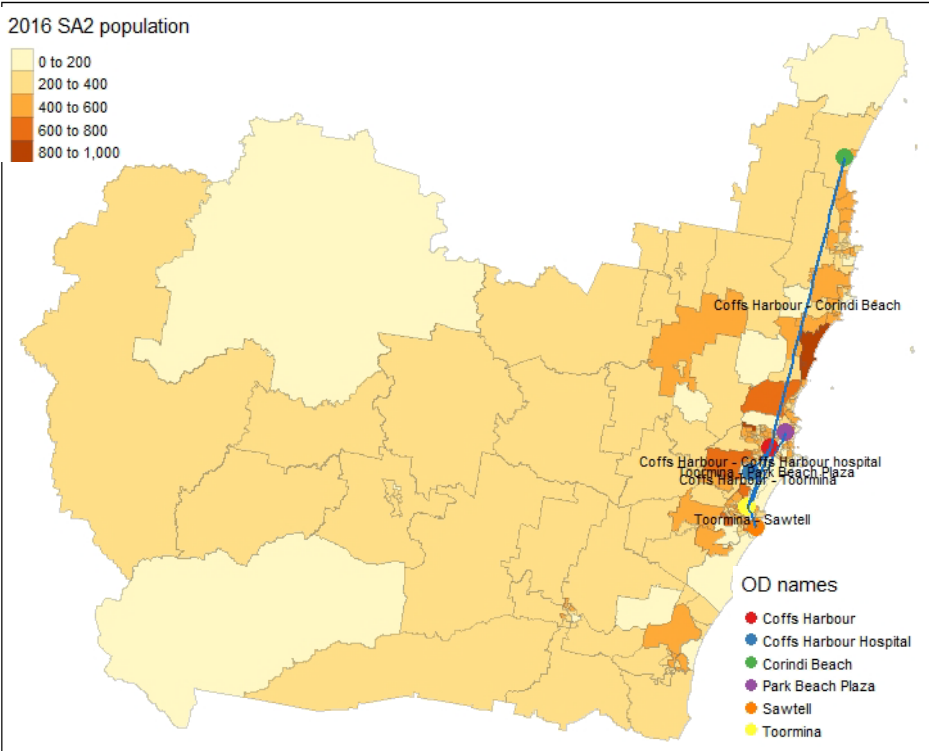 2016 SA2 population
0 to 200
200 to 400
400 to 600
600 to 800
800 to 1,000
Coffs Harbour - Corindi Beach
Coffs Harbour - Coffs Harbour hospital
Toormina - Park Beach Plaza
Coffs Harbour - Toormina
Toormina - Sawtell
OD names
Coffs Harbour
Coffs Harbour Hospital
Corindi Beach
Park Beach Plaza
Sawtell
Toormina